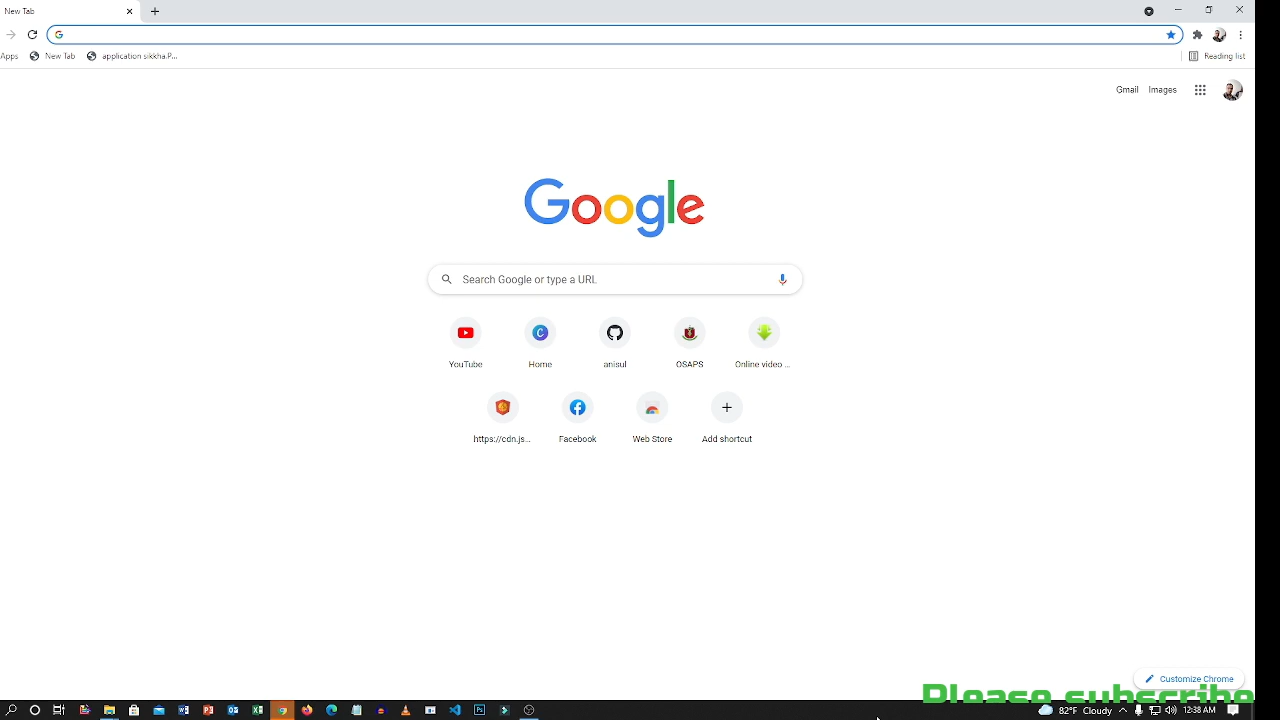 New Tab
Apps New Tab application sikkha.P... Reading list
Gmail Images
Google
Search Google or type a URL
YouTube Home anisul OSAPS Online video ...
https://cdn.js... Facebook Web Store Add shortcut
Customize Chrome
Please subscribe
82°F Cloudy 12:38 AM